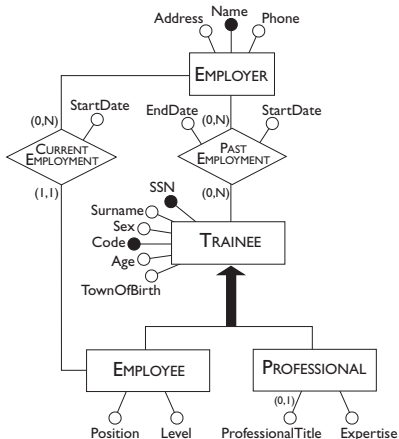 Name
Address
Phone
EMPLOYER
StartDate
EndDate
StartDate
(0,N)
(0,N)
CURRENT
EMPLOYMENT
PAST
EMPLOYMENT
(1,1)
(0,N)
SSN
Surname
Sex
Code
Age
TownOfBirth
TRAINEE
EMPLOYEE
PROFESSIONAL
(0,1)
Position
Level
ProfessionalTitle
Expertise